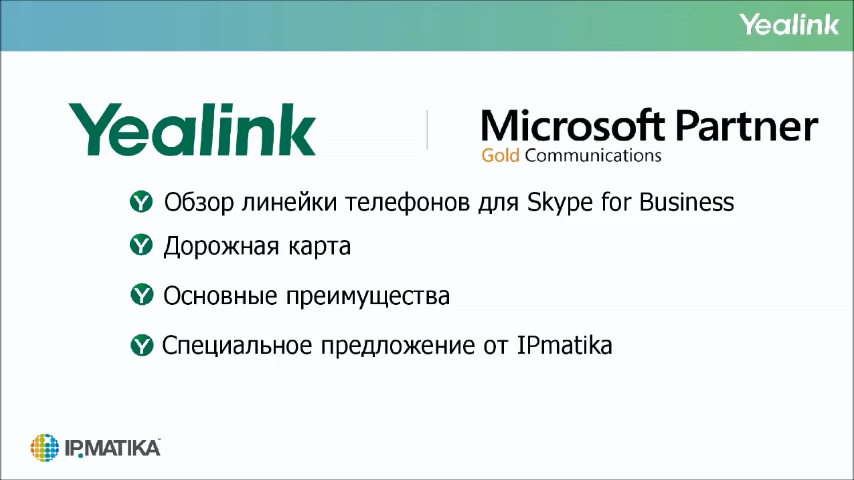 Yealink
Yealink
Microsoft Partner
Gold Communications
Обзор линейки телефонов для Skype for Business
Дорожная карта
Основные преимущества
Специальное предложение от IPmatika
IPMATIKA